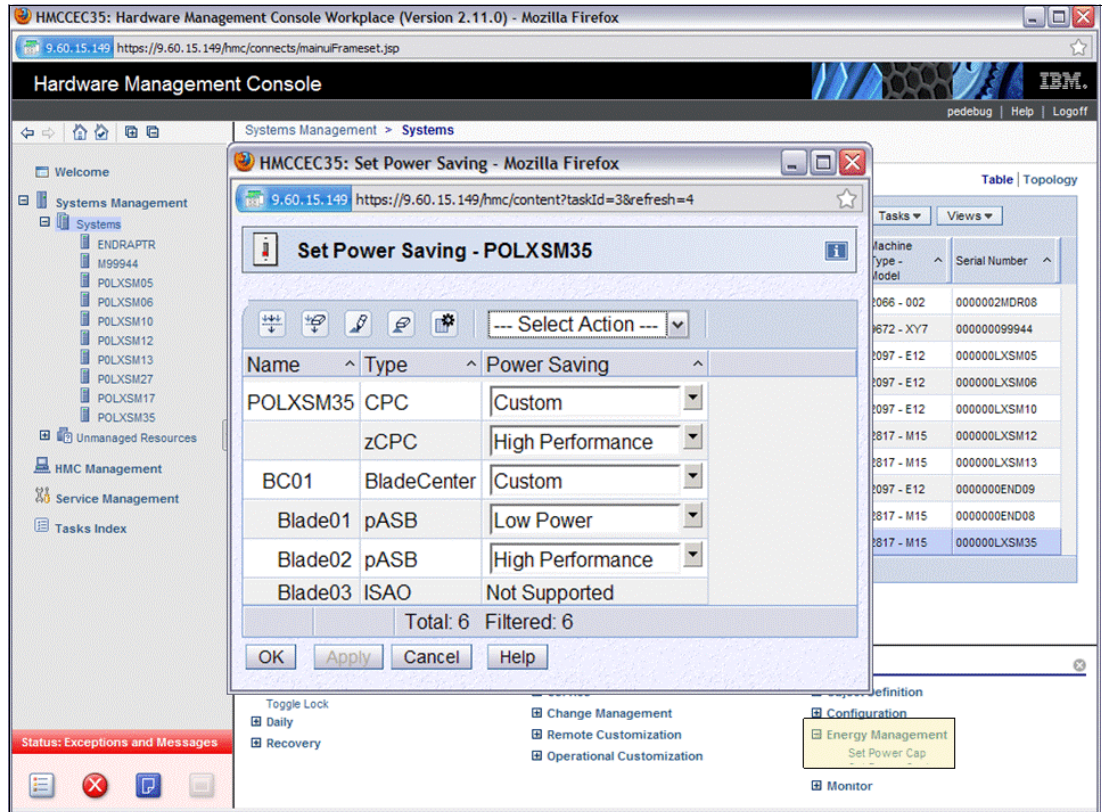 HMCCEC35: Hardware Management Console Workplace (Version 2.11.0) - Mozilla Firefox
9.60.15.149 https://9.60.15.149/hmc/connects/mainuiFrameset.jsp
Hardware Management Console
IBM.
pedebug | Help | Logoff
Systems Management > Systems
Welcome
Systems Management
Systems
ENDRAPTR
M99944
P0LXSM05
P0LXSM06
P0LXSM10
P0LXSM12
P0LXSM13
P0LXSM27
POLXSM17
POLXSM35
Unmanaged Resources
HMC Management
Service Management
Tasks Index
Status: Exceptions and Messages
HMCCEC35: Set Power Saving - Mozilla Firefox
9.60.15.149 https://9.60.15.149/hmc/content?taskId=3&refresh=4
Set Power Saving - POLXSM35
--- Select Action ---
Name Type Power Saving
POLXSM35 CPC Custom
zCPC High Performance
BC01 BladeCenter Custom
Blade01 pASB Low Power
Blade02 pASB High Performance
Blade03 ISAO Not Supported
Total: 6 Filtered: 6
OK Apply Cancel Help
Table | Topology
Tasks Views
Machine Type - Model Serial Number
2066 - 002 0000002MDR08
9672 - XY7 000000099944
2097 - E12 000000LXSM05
2097 - E12 000000LXSM06
2097 - E12 000000LXSM10
2817 - M15 000000LXSM12
2817 - M15 000000LXSM13
2097 - E12 0000000END09
2817 - M15 0000000END08
2817 - M15 000000LXSM35
Toggle Lock
Daily
Recovery
Change Management
Remote Customization
Operational Customization
Object Definition
Configuration
Energy Management
Set Power Cap
Monitor